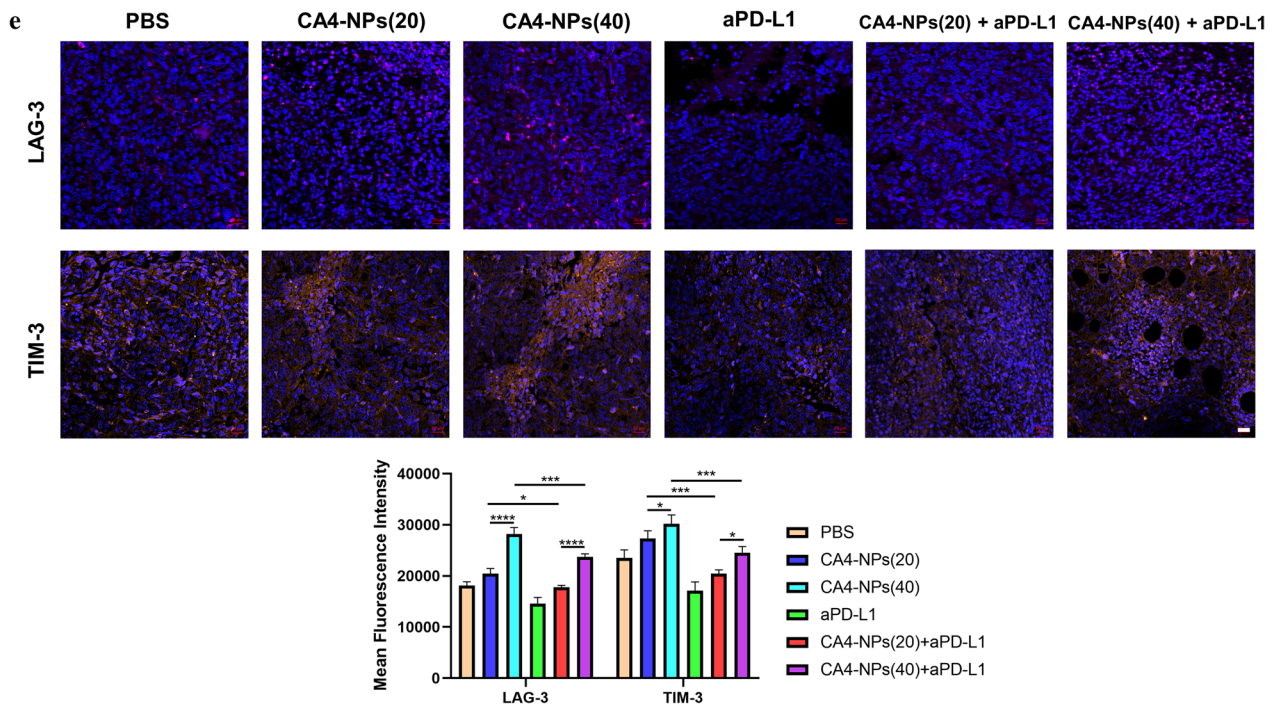 e
PBS CA4-NPs(20) CA4-NPs(40) aPD-L1 CA4-NPs(20) + aPD-L1 CA4-NPs(40) + aPD-L1
LAG-3
TIM-3
Mean Fluorescence Intensity
40000
30000
20000
10000
0
***
*
****
****
***
***
*
*
LAG-3 TIM-3
PBS
CA4-NPs(20)
CA4-NPs(40)
aPD-L1
CA4-NPs(20)+aPD-L1
CA4-NPs(40)+aPD-L1